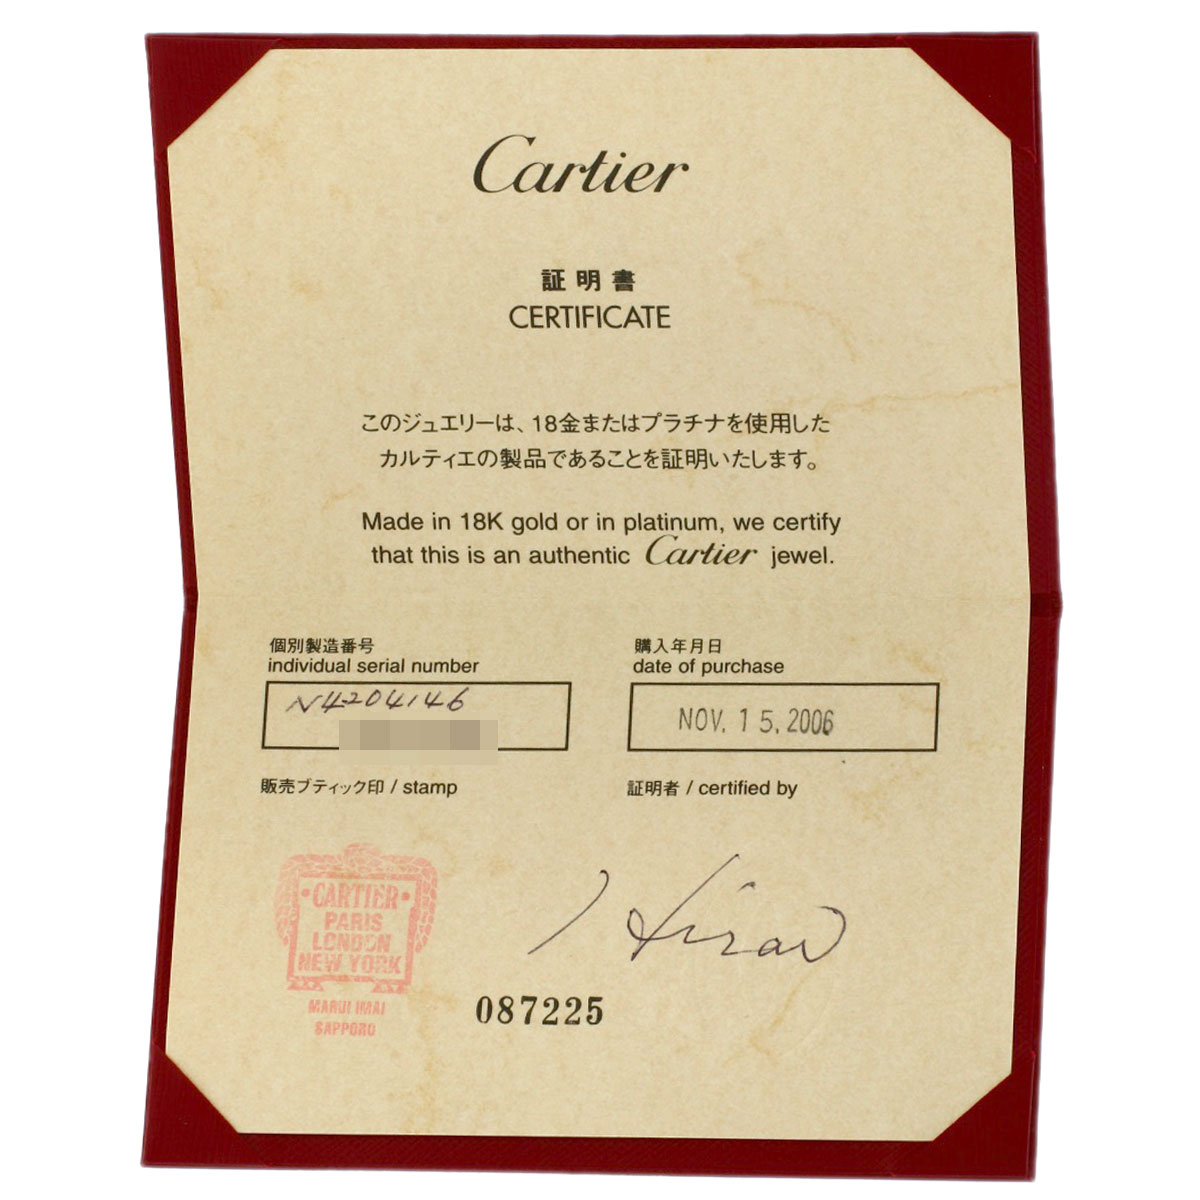 Cartier
証明書
CERTIFICATE
このジュエリーは、18金またはプラチナを使用した
カルティエの製品であることを証明いたします。
Made in 18K gold or in platinum, we certify
that this is an authentic Cartier jewel.
個別製造番号
individual serial number
N4204146
購入年月日
date of purchase
NOV. 15, 2006
販売ブティック印 / stamp
証明者 / certified by
·CARTIER·
PARIS
LONDON
NEW YORK
MARUI IMAI
SAPPORO
087225